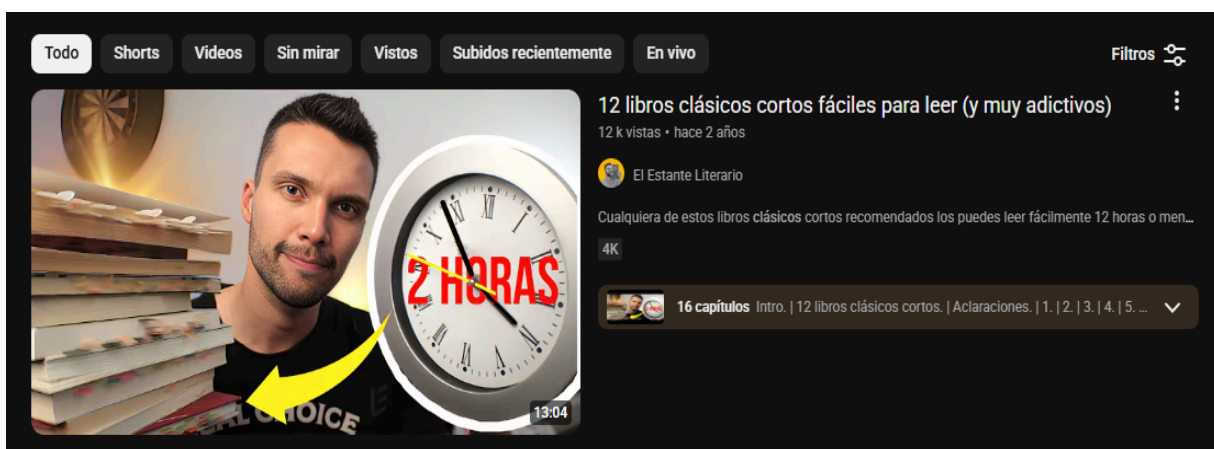 Todo Shorts Videos Sin mirar Vistos Subidos recientemente En vivo Filtros
12 libros clásicos cortos fáciles para leer (y muy adictivos)
12 k vistas • hace 2 años
El Estante Literario
Cualquiera de estos libros clásicos cortos recomendados los puedes leer fácilmente 12 horas o men...
4K
16 capítulos Intro. | 12 libros clásicos cortos. | Aclaraciones. | 1. | 2. | 3. | 4. | 5. ...
2 HORAS
XII I
CHOICE
13:04